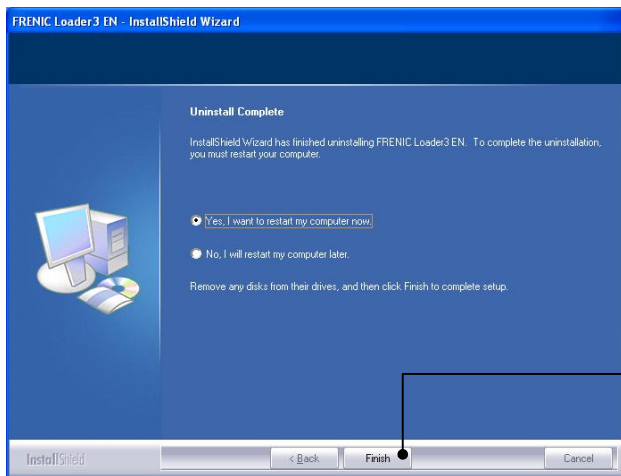 FRENIC Loader3 EN - InstallShield Wizard
Uninstall Complete
InstallShield Wizard has finished uninstalling FRENIC Loader3 EN. To complete the uninstallation,
you must restart your computer.
Yes, I want to restart my computer now.
No, I will restart my computer later.
Remove any disks from their drives, and then click Finish to complete setup.
InstallShield
< Back
Finish
Cancel